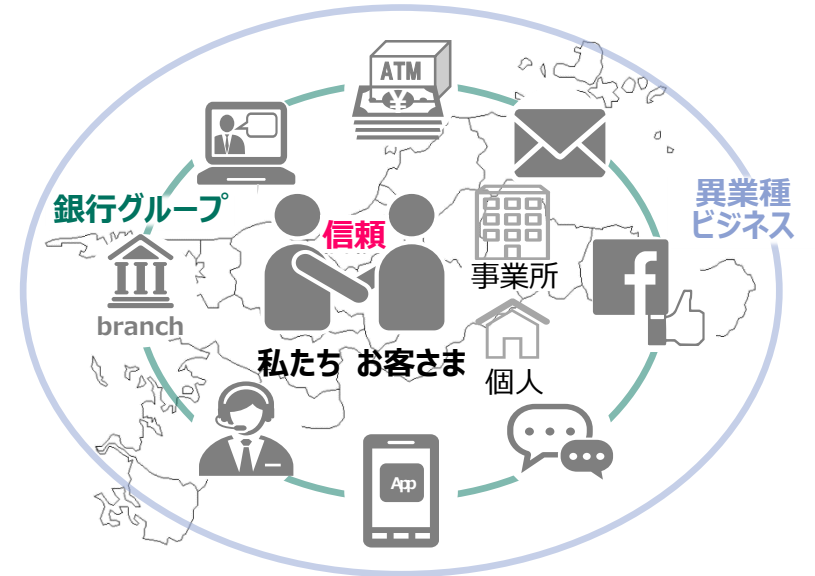 ATM
¥
銀行グループ
異業種
ビジネス
信頼
事業所
branch
私たち お客さま
個人
App
f